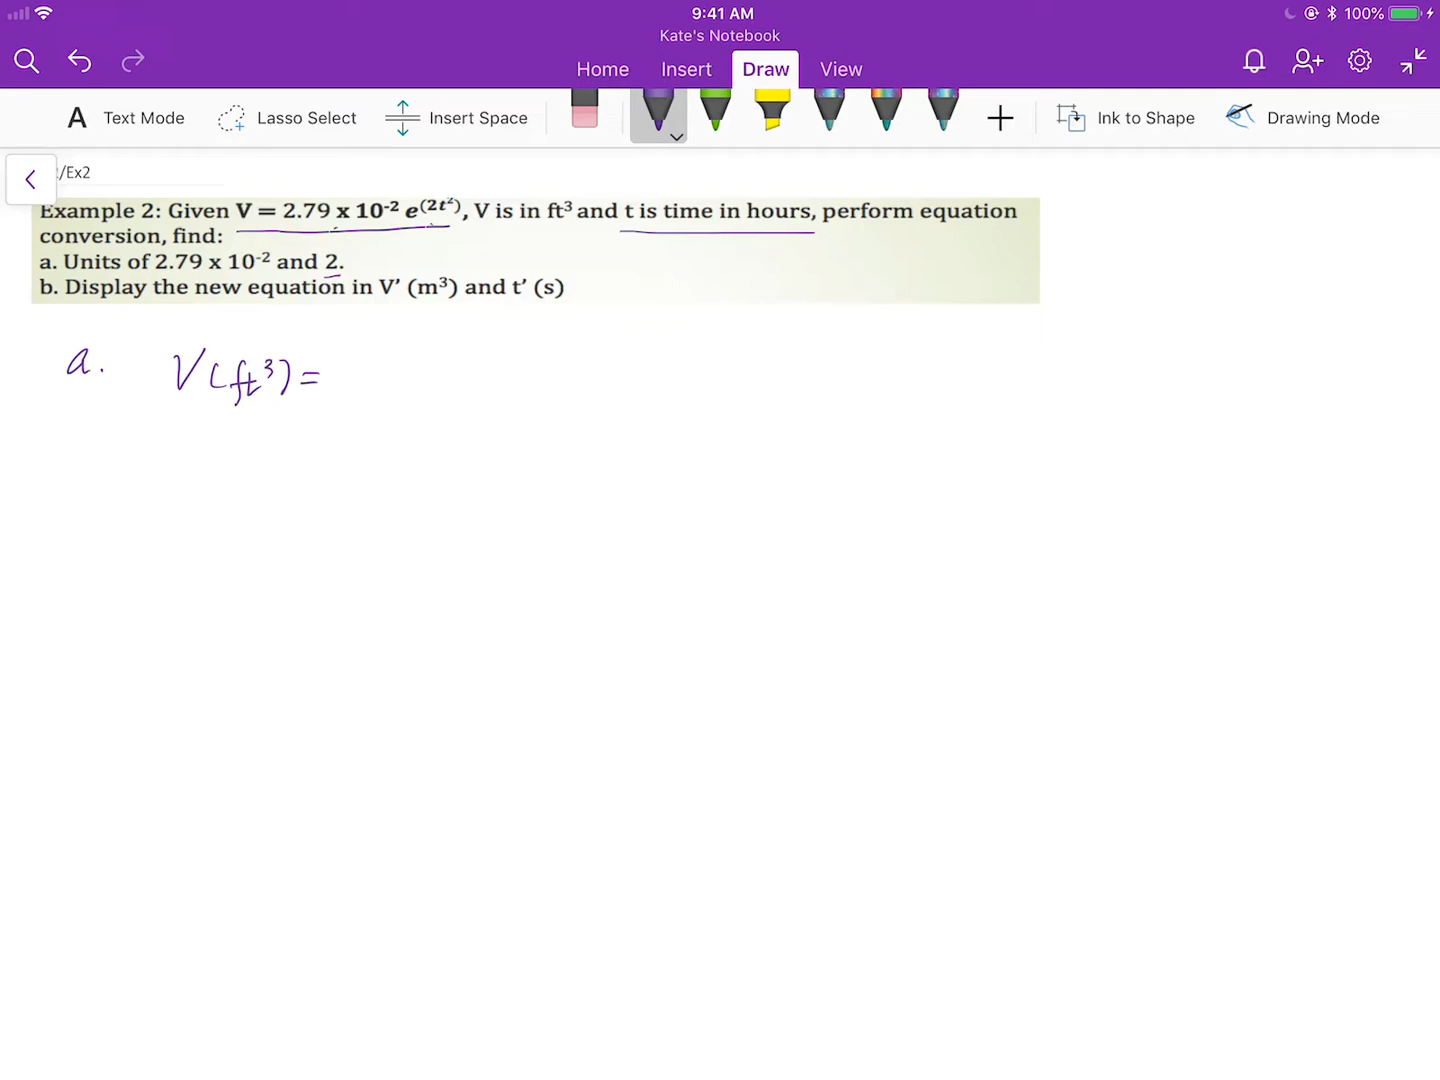 9:41 AM
100%
Kate's Notebook
Home Insert Draw View
A Text Mode Lasso Select Insert Space Ink to Shape Drawing Mode
/Ex2
Example 2: Given V = 2.79 x 10⁻² e^(2t²), V is in ft³ and t is time in hours, perform equation
conversion, find:
a. Units of 2.79 x 10⁻² and 2.
b. Display the new equation in V’ (m³) and t’ (s)
a. V(ft³) =